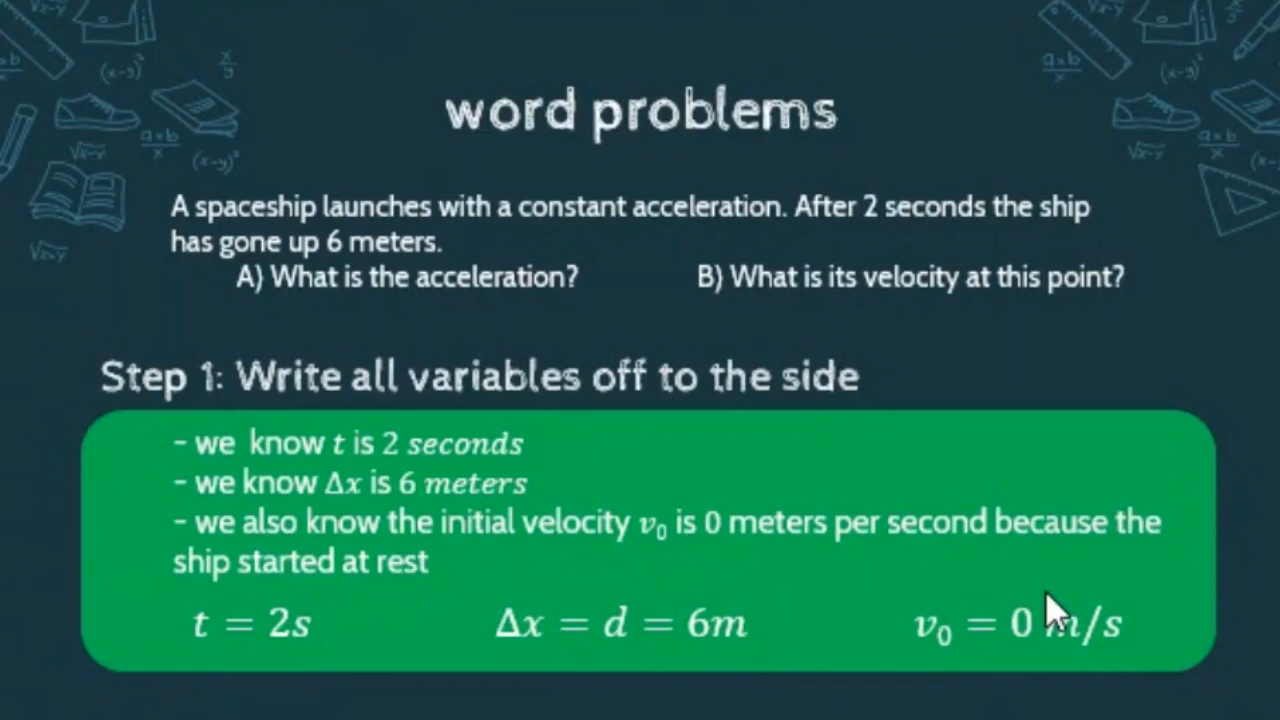 word problems
A spaceship launches with a constant acceleration. After 2 seconds the ship
has gone up 6 meters.
A) What is the acceleration? B) What is its velocity at this point?
Step 1: Write all variables off to the side
- we know t is 2 seconds
- we know Δx is 6 meters
- we also know the initial velocity v₀ is 0 meters per second because the
ship started at rest
t = 2s Δx = d = 6m v₀ = 0 m/s